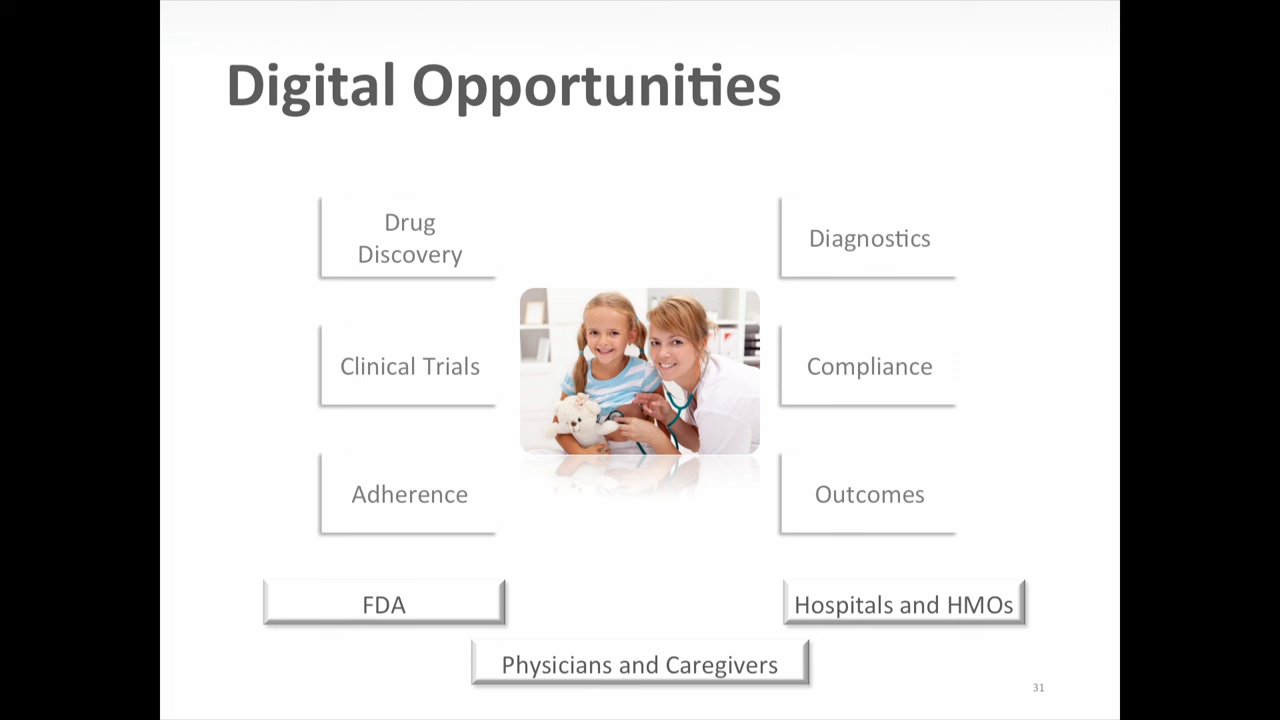 Digital Opportunities
Drug
Discovery
Diagnostics
Clinical Trials
Compliance
Adherence
Outcomes
FDA
Hospitals and HMOs
Physicians and Caregivers
31